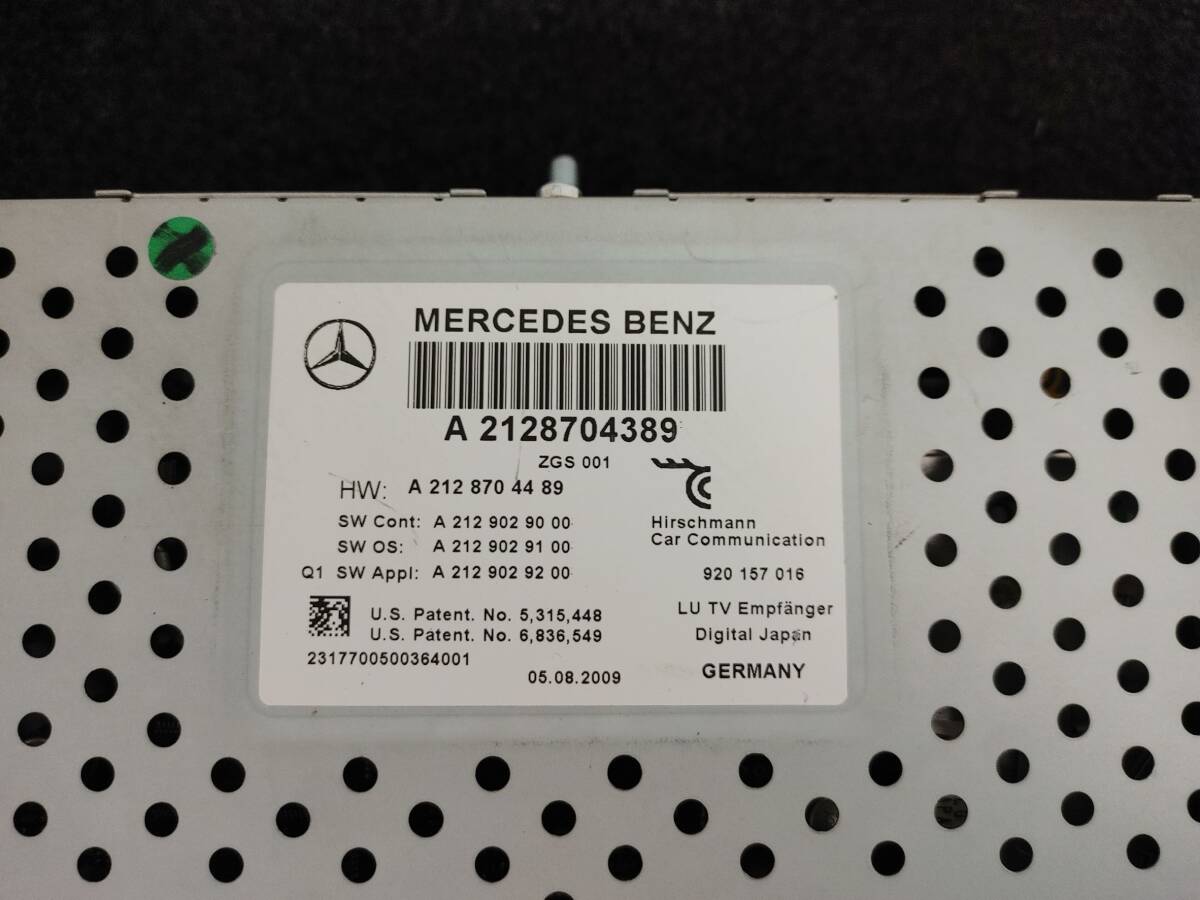 MERCEDES BENZ
A 2128704389
ZGS 001
HW: A 212 870 44 89
SW Cont: A 212 902 90 00
SW OS: A 212 902 91 00
Q1 SW Appl: A 212 902 92 00
Hirschmann
Car Communication
920 157 016
LU TV Empfänger
Digital Japan
GERMANY
U.S. Patent. No. 5,315,448
U.S. Patent. No. 6,836,549
2317700500364001
05.08.2009